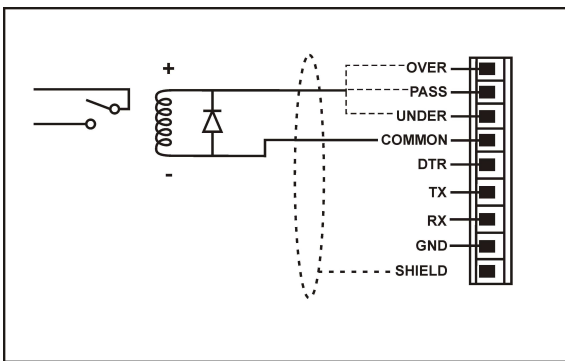 +
-
OVER
PASS
UNDER
COMMON
DTR
TX
RX
GND
SHIELD